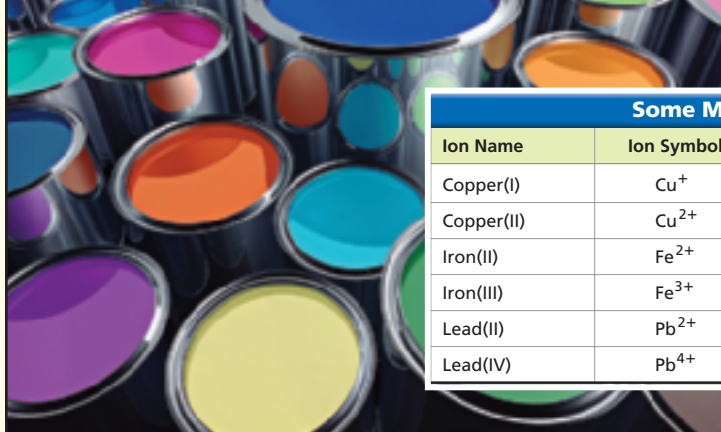 Some M
Ion Name Ion Symbol
Copper(I) Cu+
Copper(II) Cu2+
Iron(II) Fe2+
Iron(III) Fe3+
Lead(II) Pb2+
Lead(IV) Pb4+